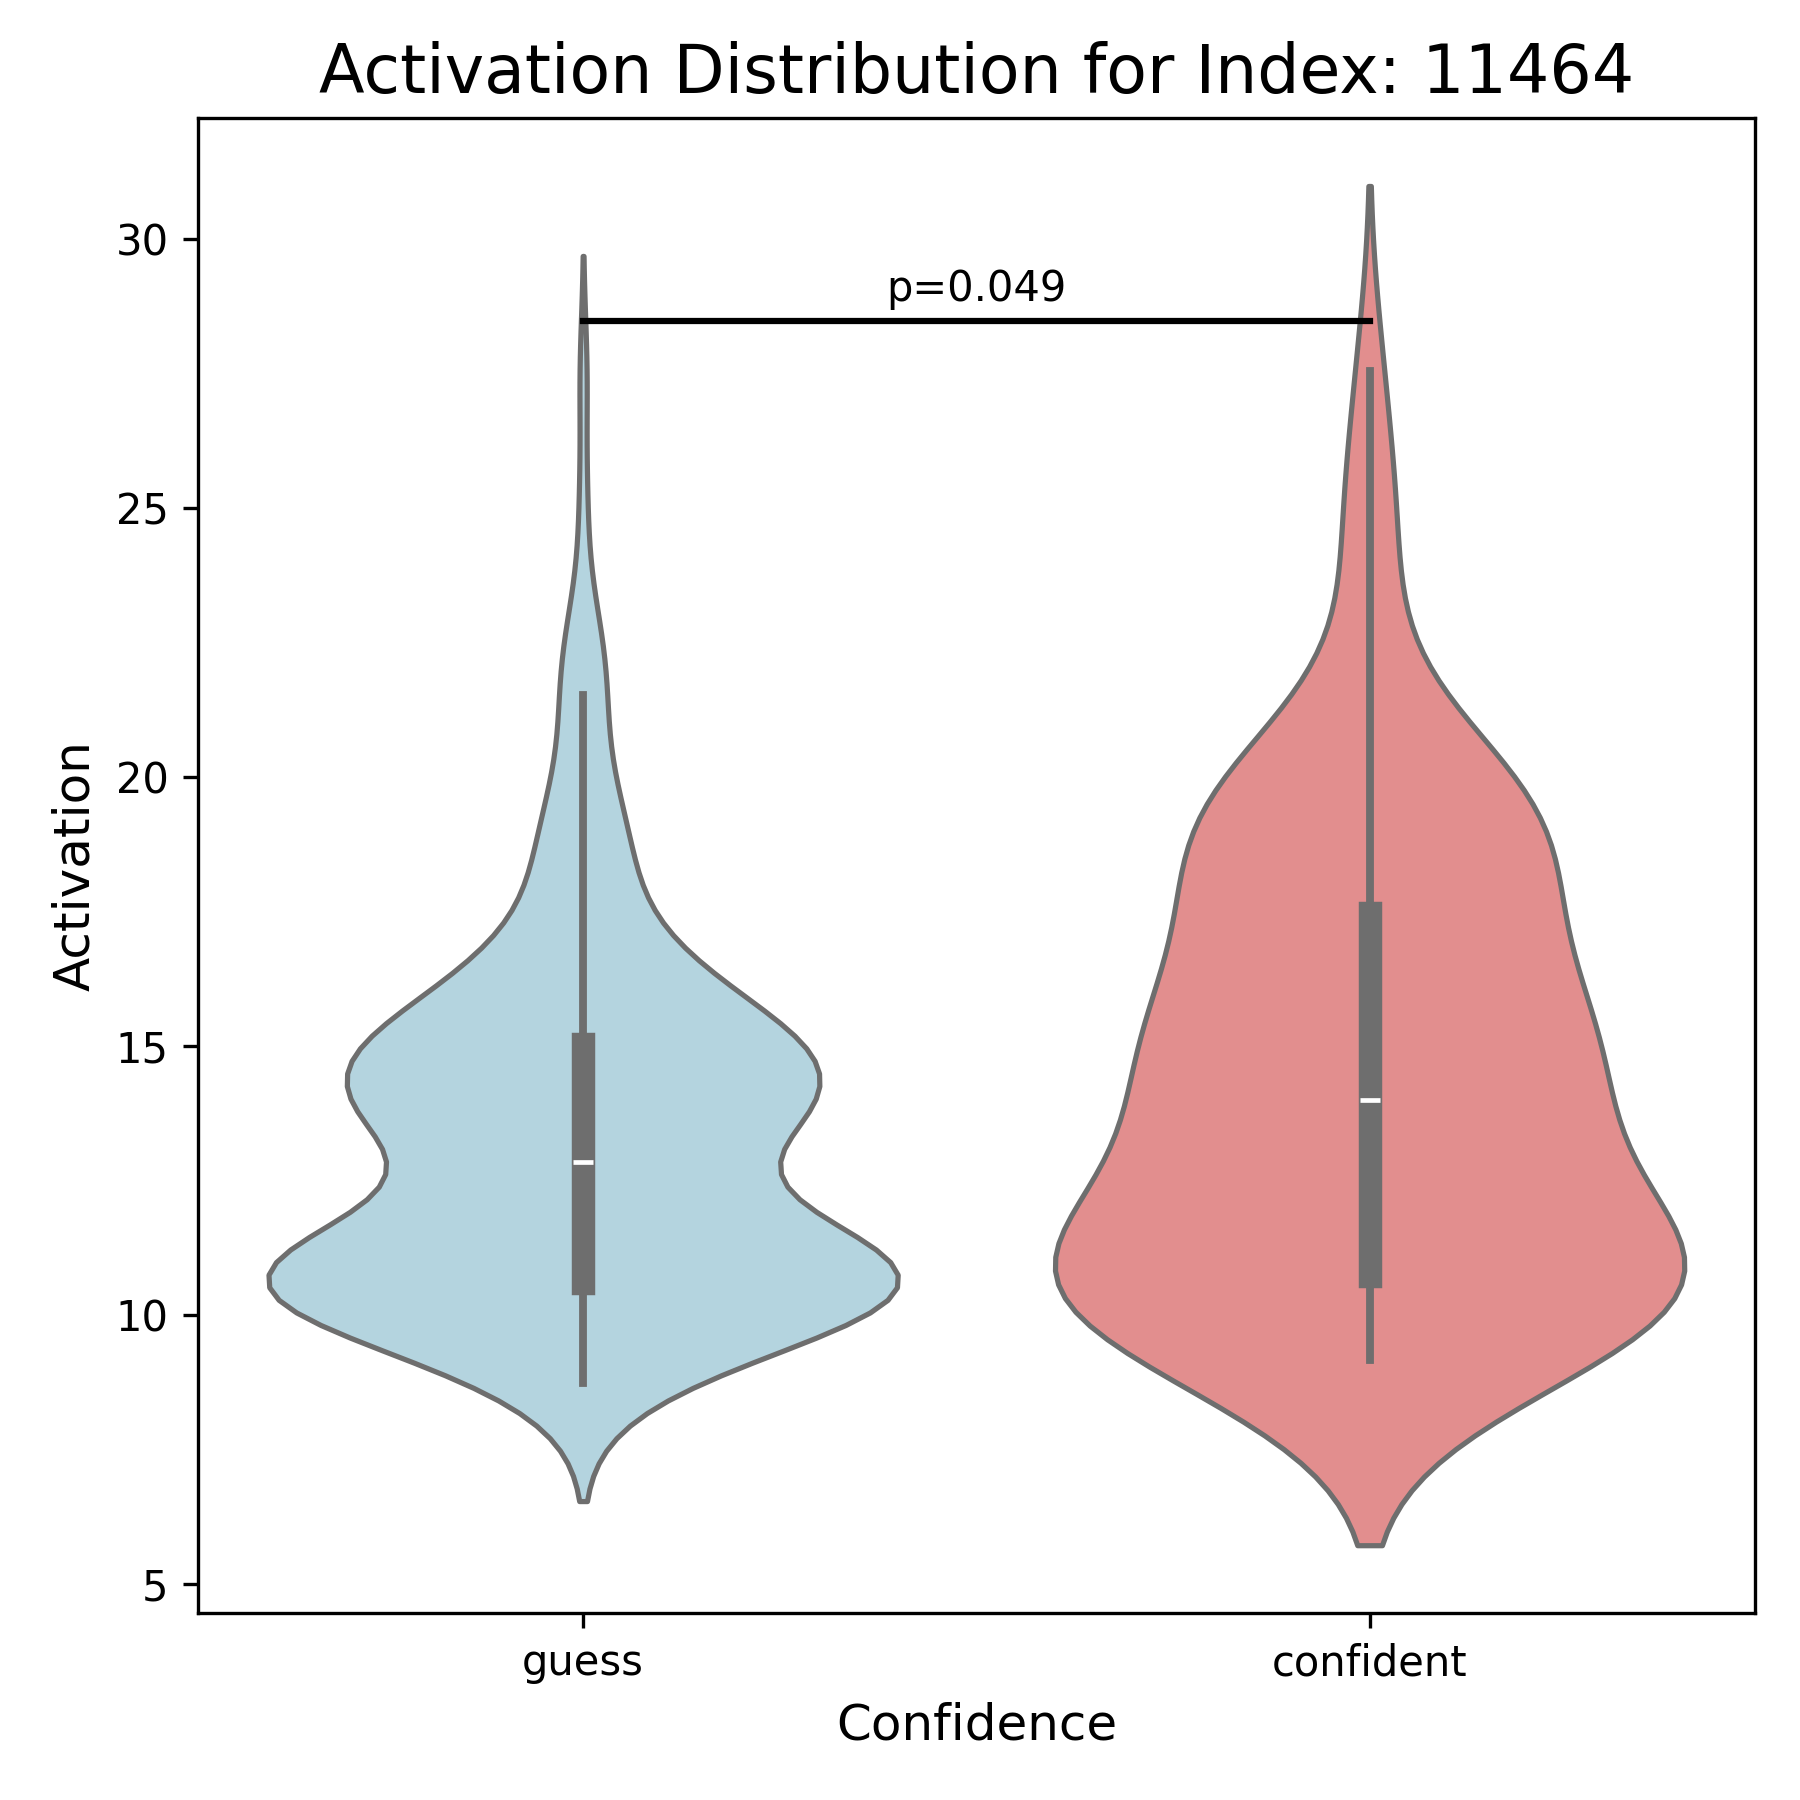 Activation Distribution for Index: 11464
30
25
20
15
10
5
Activation
p=0.049
guess
confident
Confidence